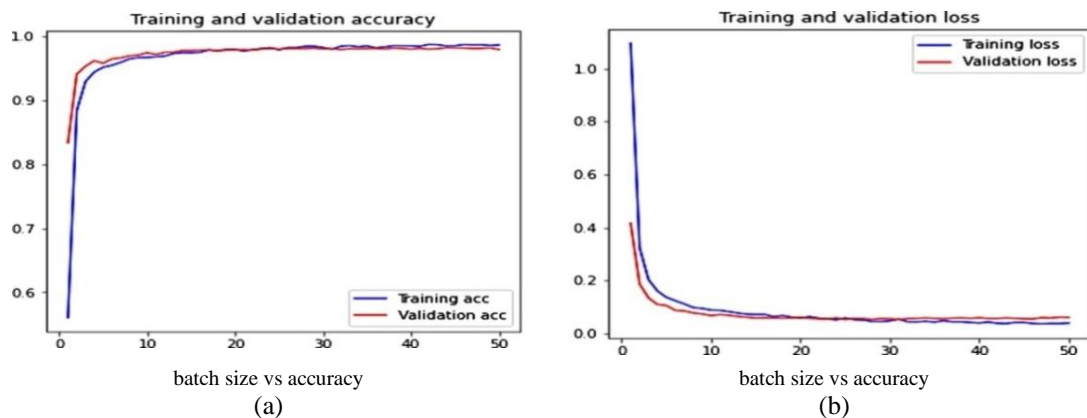 Training and validation accuracy
1.0
0.9
0.8
0.7
0.6
Training acc
Validation acc
0 10 20 30 40 50
batch size vs accuracy
(a)
Training and validation loss
Training loss
Validation loss
1.0
0.8
0.6
0.4
0.2
0.0
0 10 20 30 40 50
batch size vs accuracy
(b)